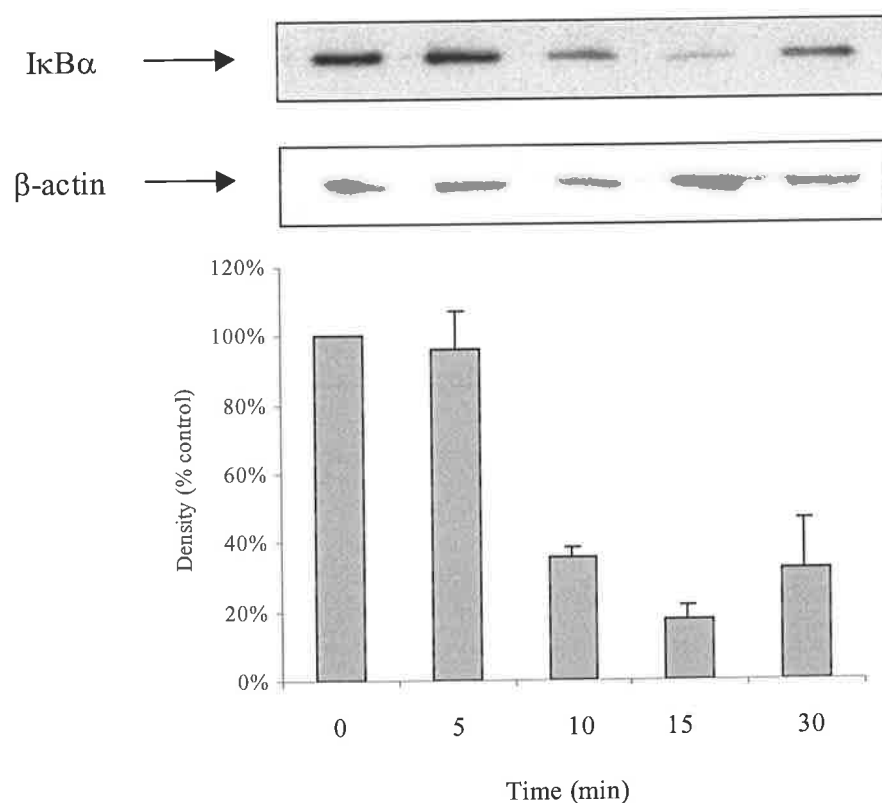 IκBα
β-actin
120%
100%
80%
60%
40%
20%
0%
Density (% control)
0 5 10 15 30
Time (min)